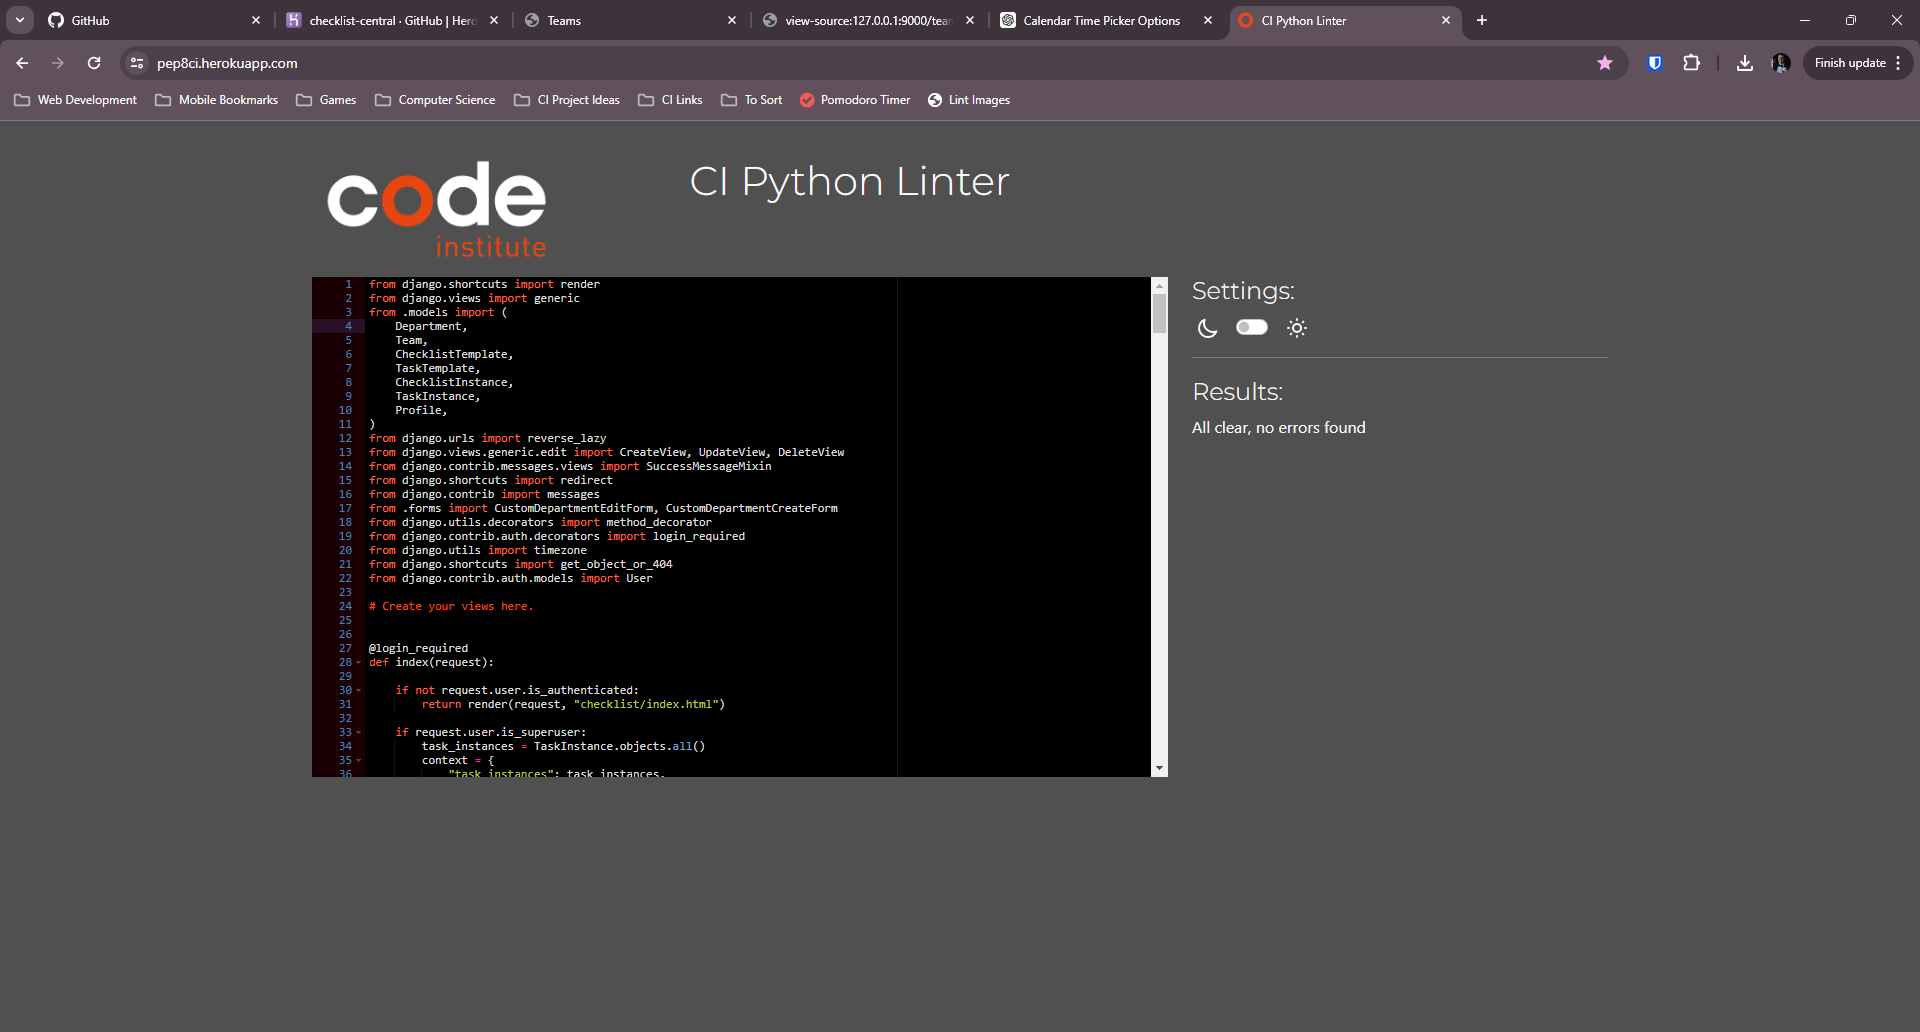 GitHub
checklist-central · GitHub | Hero
Teams
view-source:127.0.0.1:9000/tear
Calendar Time Picker Options
CI Python Linter
pep8ci.herokuapp.com
Finish update
Web Development
Mobile Bookmarks
Games
Computer Science
CI Project Ideas
CI Links
To Sort
Pomodoro Timer
Lint Images
code
institute
CI Python Linter
1 from django.shortcuts import render
2 from django.views import generic
3 from .models import (
4 Department,
5 Team,
6 ChecklistTemplate,
7 TaskTemplate,
8 ChecklistInstance,
9 TaskInstance,
10 Profile,
11 )
12 from django.urls import reverse_lazy
13 from django.views.generic.edit import CreateView, UpdateView, DeleteView
14 from django.contrib.messages.views import SuccessMessageMixin
15 from django.shortcuts import redirect
16 from django.contrib import messages
17 from .forms import CustomDepartmentEditForm, CustomDepartmentCreateForm
18 from django.utils.decorators import method_decorator
19 from django.contrib.auth.decorators import login_required
20 from django.utils import timezone
21 from django.shortcuts import get_object_or_404
22 from django.contrib.auth.models import User
23
24 # Create your views here.
25
26
27 @login_required
28 def index(request):
29
30 if not request.user.is_authenticated:
31 return render(request, "checklist/index.html")
32
33 if request.user.is_superuser:
34 task_instances = TaskInstance.objects.all()
35 context = {
36 "task_instances": task_instances,
Settings:
Results:
All clear, no errors found